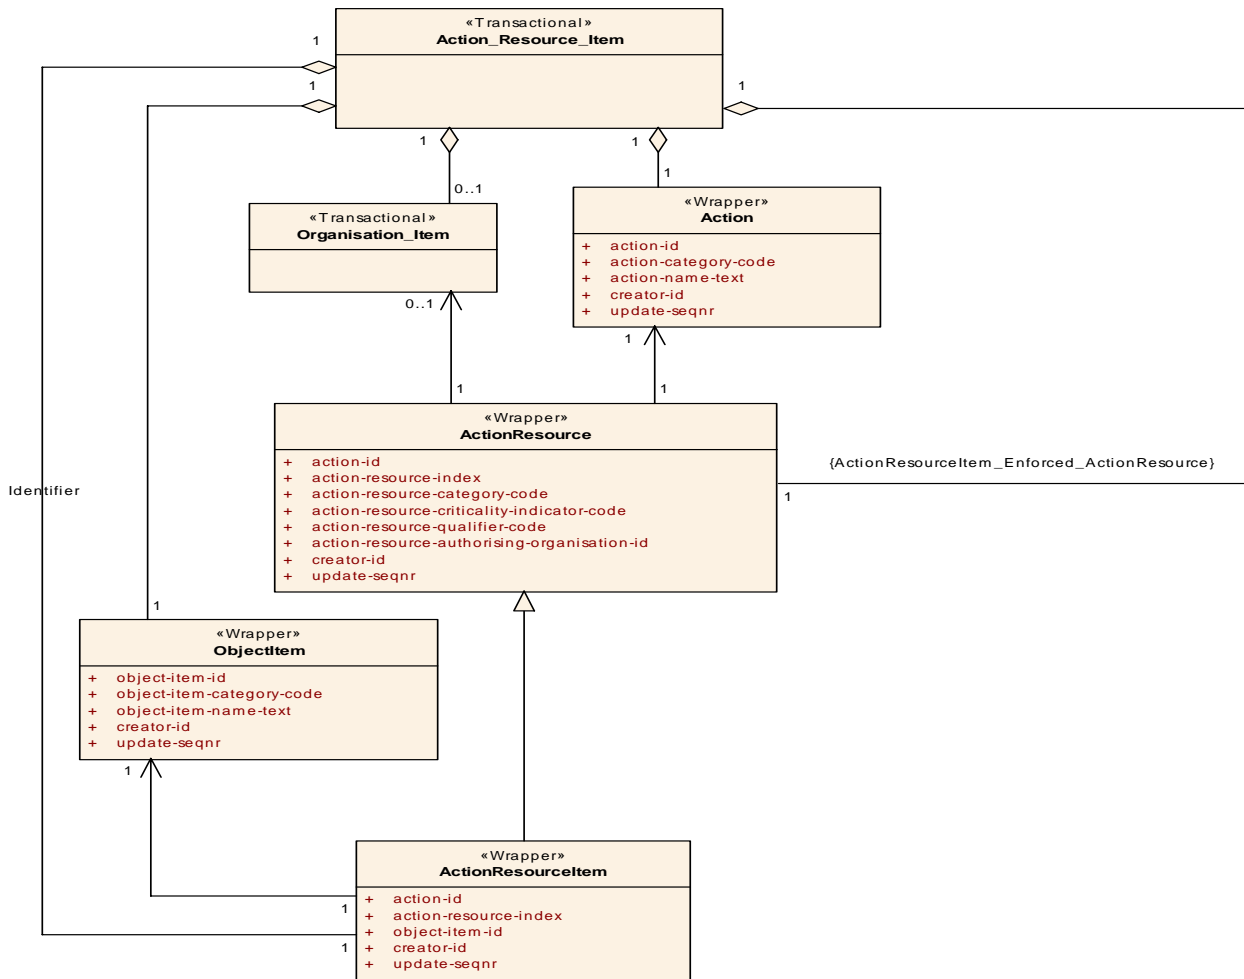 «Transactional»
Action_Resource_Item
1
1
1
1
1
0..1
1
«Transactional»
Organisation_Item
«Wrapper»
Action
+ action-id
+ action-category-code
+ action-name-text
+ creator-id
+ update-seqnr
0..1
1
1
1
«Wrapper»
ActionResource
+ action-id
+ action-resource-index
+ action-resource-category-code
+ action-resource-criticality-indicator-code
+ action-resource-qualifier-code
+ action-resource-authorising-organisation-id
+ creator-id
+ update-seqnr
{ActionResourceItem_Enforced_ActionResource}
1
Identifier
1
«Wrapper»
ObjectItem
+ object-item-id
+ object-item-category-code
+ object-item-name-text
+ creator-id
+ update-seqnr
1
«Wrapper»
ActionResourceItem
+ action-id
+ action-resource-index
+ object-item-id
+ creator-id
+ update-seqnr
1
1